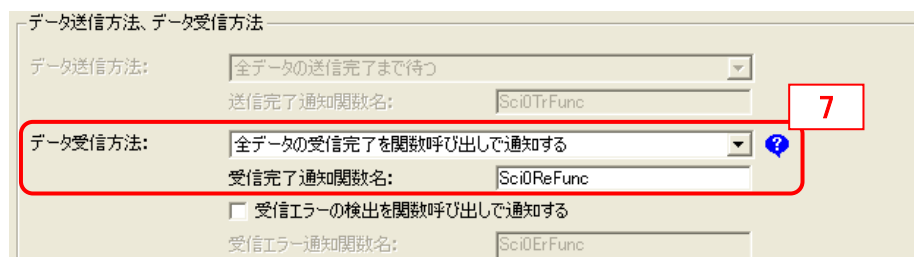 データ送信方法、データ受信方法
データ送信方法: 全データの送信完了まで待つ
送信完了通知関数名: Sci0TrFunc
7
データ受信方法: 全データの受信完了を関数呼び出しで通知する ?
受信完了通知関数名: Sci0ReFunc
受信エラーの検出を関数呼び出しで通知する
受信エラー通知関数名: Sci0ErFunc